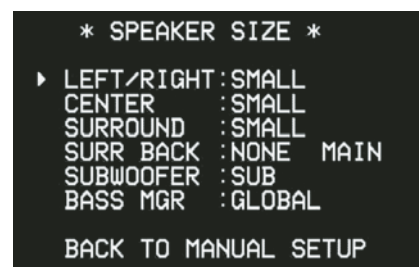 * SPEAKER SIZE *
LEFT/RIGHT:SMALL
CENTER :SMALL
SURROUND :SMALL
SURR BACK :NONE MAIN
SUBWOOFER :SUB
BASS MGR :GLOBAL
BACK TO MANUAL SETUP